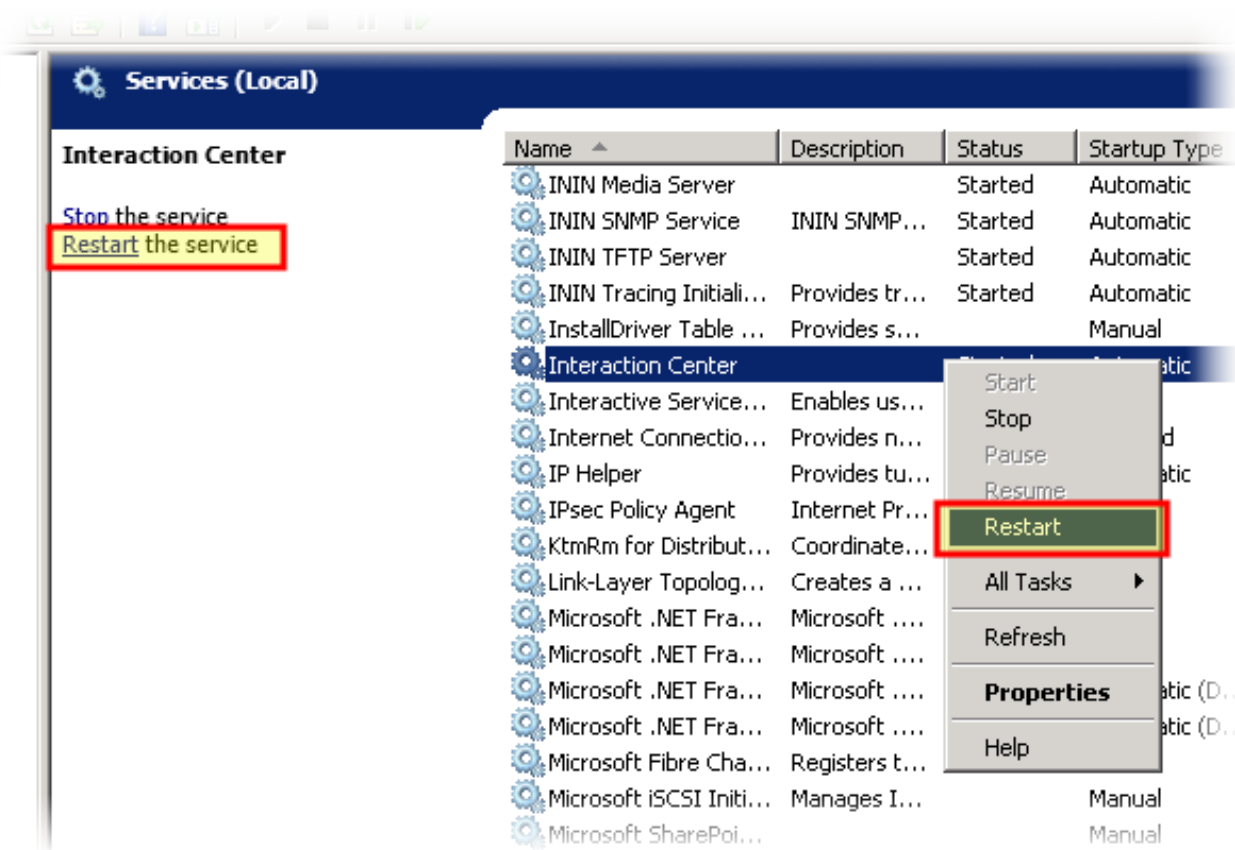 Services (Local)
Interaction Center
Stop the service
Restart the service
Name Description Status Startup Type
ININ Media Server Started Automatic
ININ SNMP Service ININ SNMP... Started Automatic
ININ TFTP Server Started Automatic
ININ Tracing Initiali... Provides tr... Started Automatic
InstallDriver Table ... Provides s... Manual
Interaction Center atic
Interactive Service... Enables us...
Internet Connectio... Provides n... d
IP Helper Provides tu... atic
IPsec Policy Agent Internet Pr...
KtmRm for Distribut... Coordinate...
Link-Layer Topolog... Creates a ...
Microsoft .NET Fra... Microsoft ....
Microsoft .NET Fra... Microsoft ....
Microsoft .NET Fra... Microsoft .... atic (D...
Microsoft .NET Fra... Microsoft .... atic (D...
Microsoft Fibre Cha... Registers t...
Microsoft iSCSI Initi... Manages I... Manual
Microsoft SharePoi... Manual
Start
Stop
Pause
Resume
Restart
All Tasks
Refresh
Properties
Help